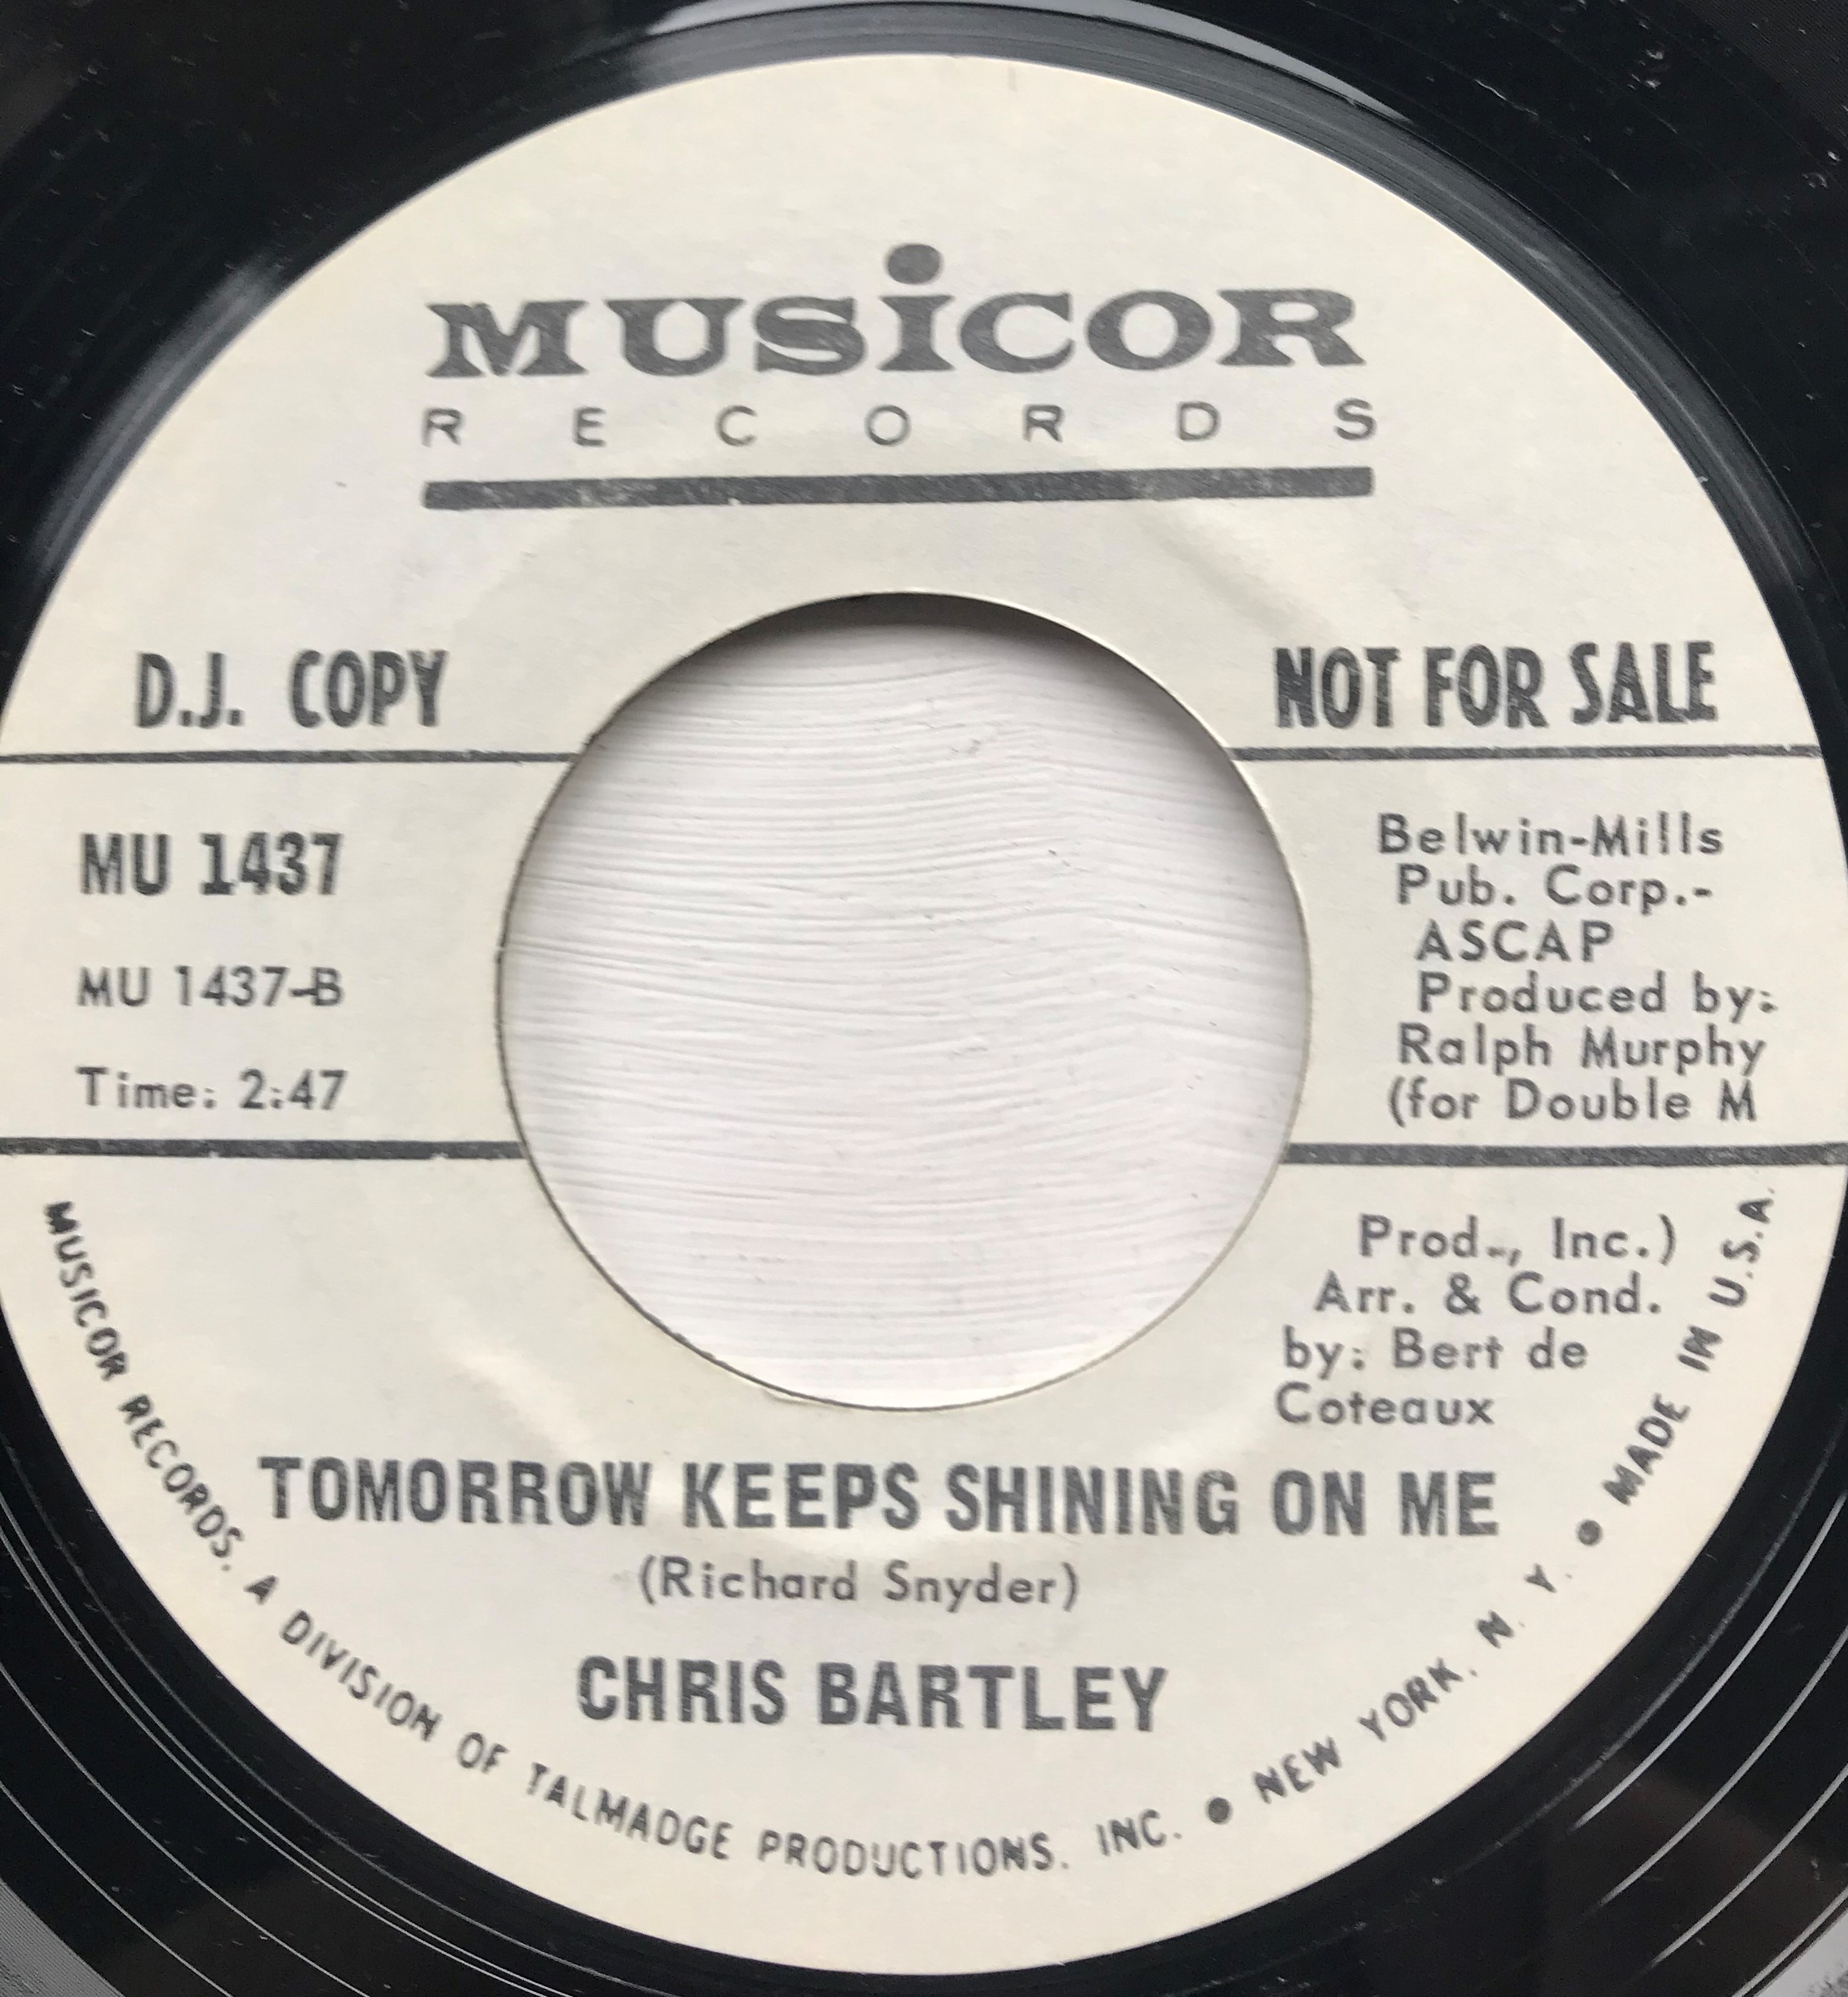 MUSiCOR
RECORDS
D.J. COPY
NOT FOR SALE
MU 1437
MU 1437-B
Time: 2:47
Belwin-Mills
Pub. Corp.-
ASCAP
Produced by:
Ralph Murphy
(for Double M
Prod., Inc.)
Arr. & Cond.
by: Bert de
Coteaux
TOMORROW KEEPS SHINING ON ME
(Richard Snyder)
CHRIS BARTLEY
MUSICOR RECORDS. A DIVISION OF TALMADGE PRODUCTIONS. INC. • NEW YORK. N. Y. • MADE IN U.S.A.